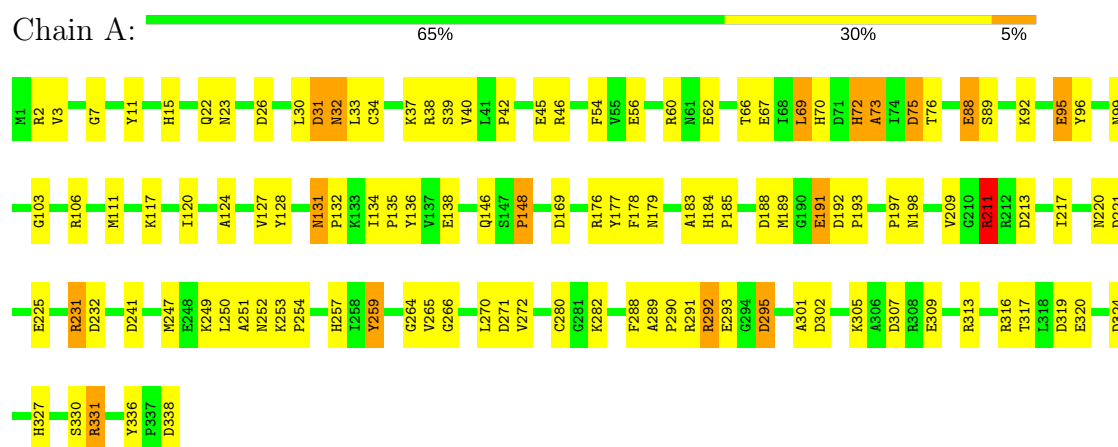 Chain A:
65% 30% 5%
M1 R2 V3 G7 Y11 H15 Q22 N23 D26 L30 D31 N32 L33 C34 K37 R38 S39 V40 L41 P42 E45 R46 F54 V55 E56 R60 N61 E62 T66 E67 I68 L69 H70 D71 H72 A73 I74 D75 T76 E88 S89 K92 E95 Y96 N99
G103 R106 M111 K117 I120 A124 V127 Y128 N131 P132 K133 I134 P135 Y136 V137 E138 Q146 S147 P148 D169 R176 Y177 F178 N179 A183 H184 P185 D188 M189 G190 E191 D192 P193 P197 N198 V209 G210 R211 R212 D213 I217 N220
E225 R231 D232 D241 M247 E248 K249 L250 A251 N252 K253 P254 H257 I258 Y259 G264 V265 G266 L270 D271 V272 C280 G281 K282 F288 A289 P290 R291 R292 E293 G294 D295 A301 D302 K305 A306 D307 R308 E309 R313 R316 T317 L318 D319 E320
H327 S330 R331 Y336 P337 D338